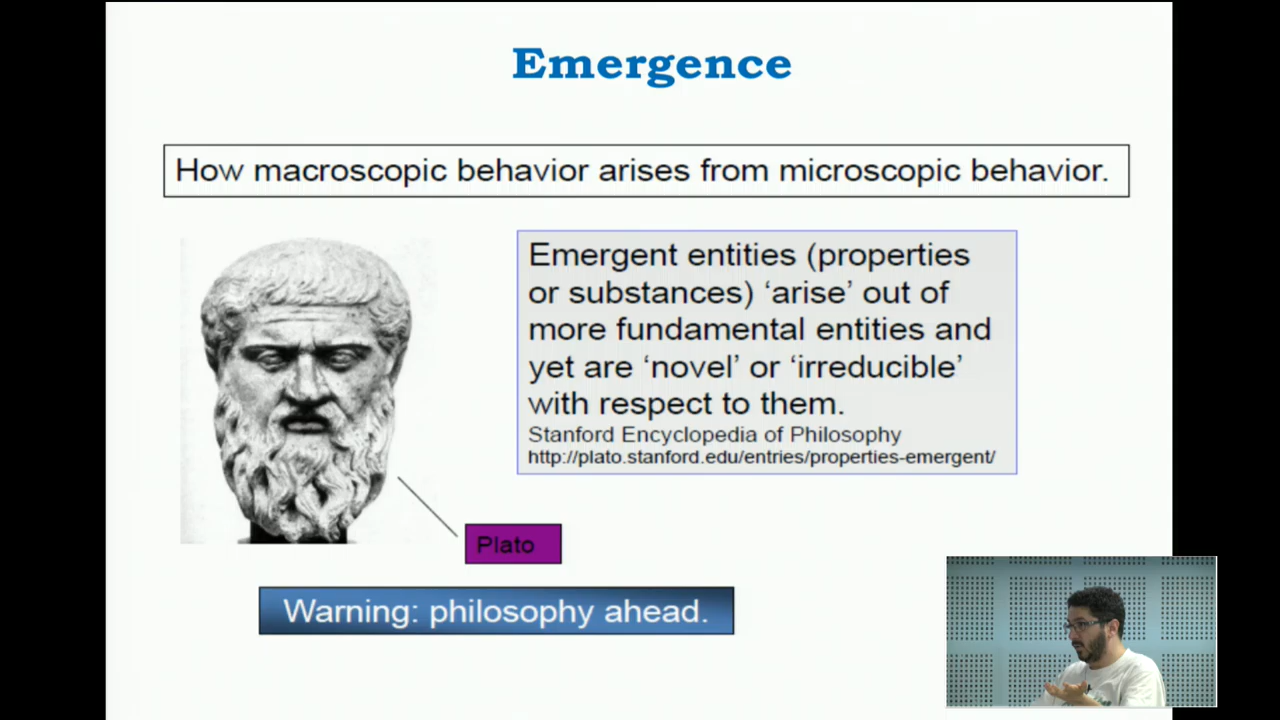 Emergence
How macroscopic behavior arises from microscopic behavior.
Emergent entities (properties
or substances) ‘arise’ out of
more fundamental entities and
yet are ‘novel’ or ‘irreducible’
with respect to them.
Stanford Encyclopedia of Philosophy
http://plato.stanford.edu/entries/properties-emergent/
Plato
Warning: philosophy ahead.